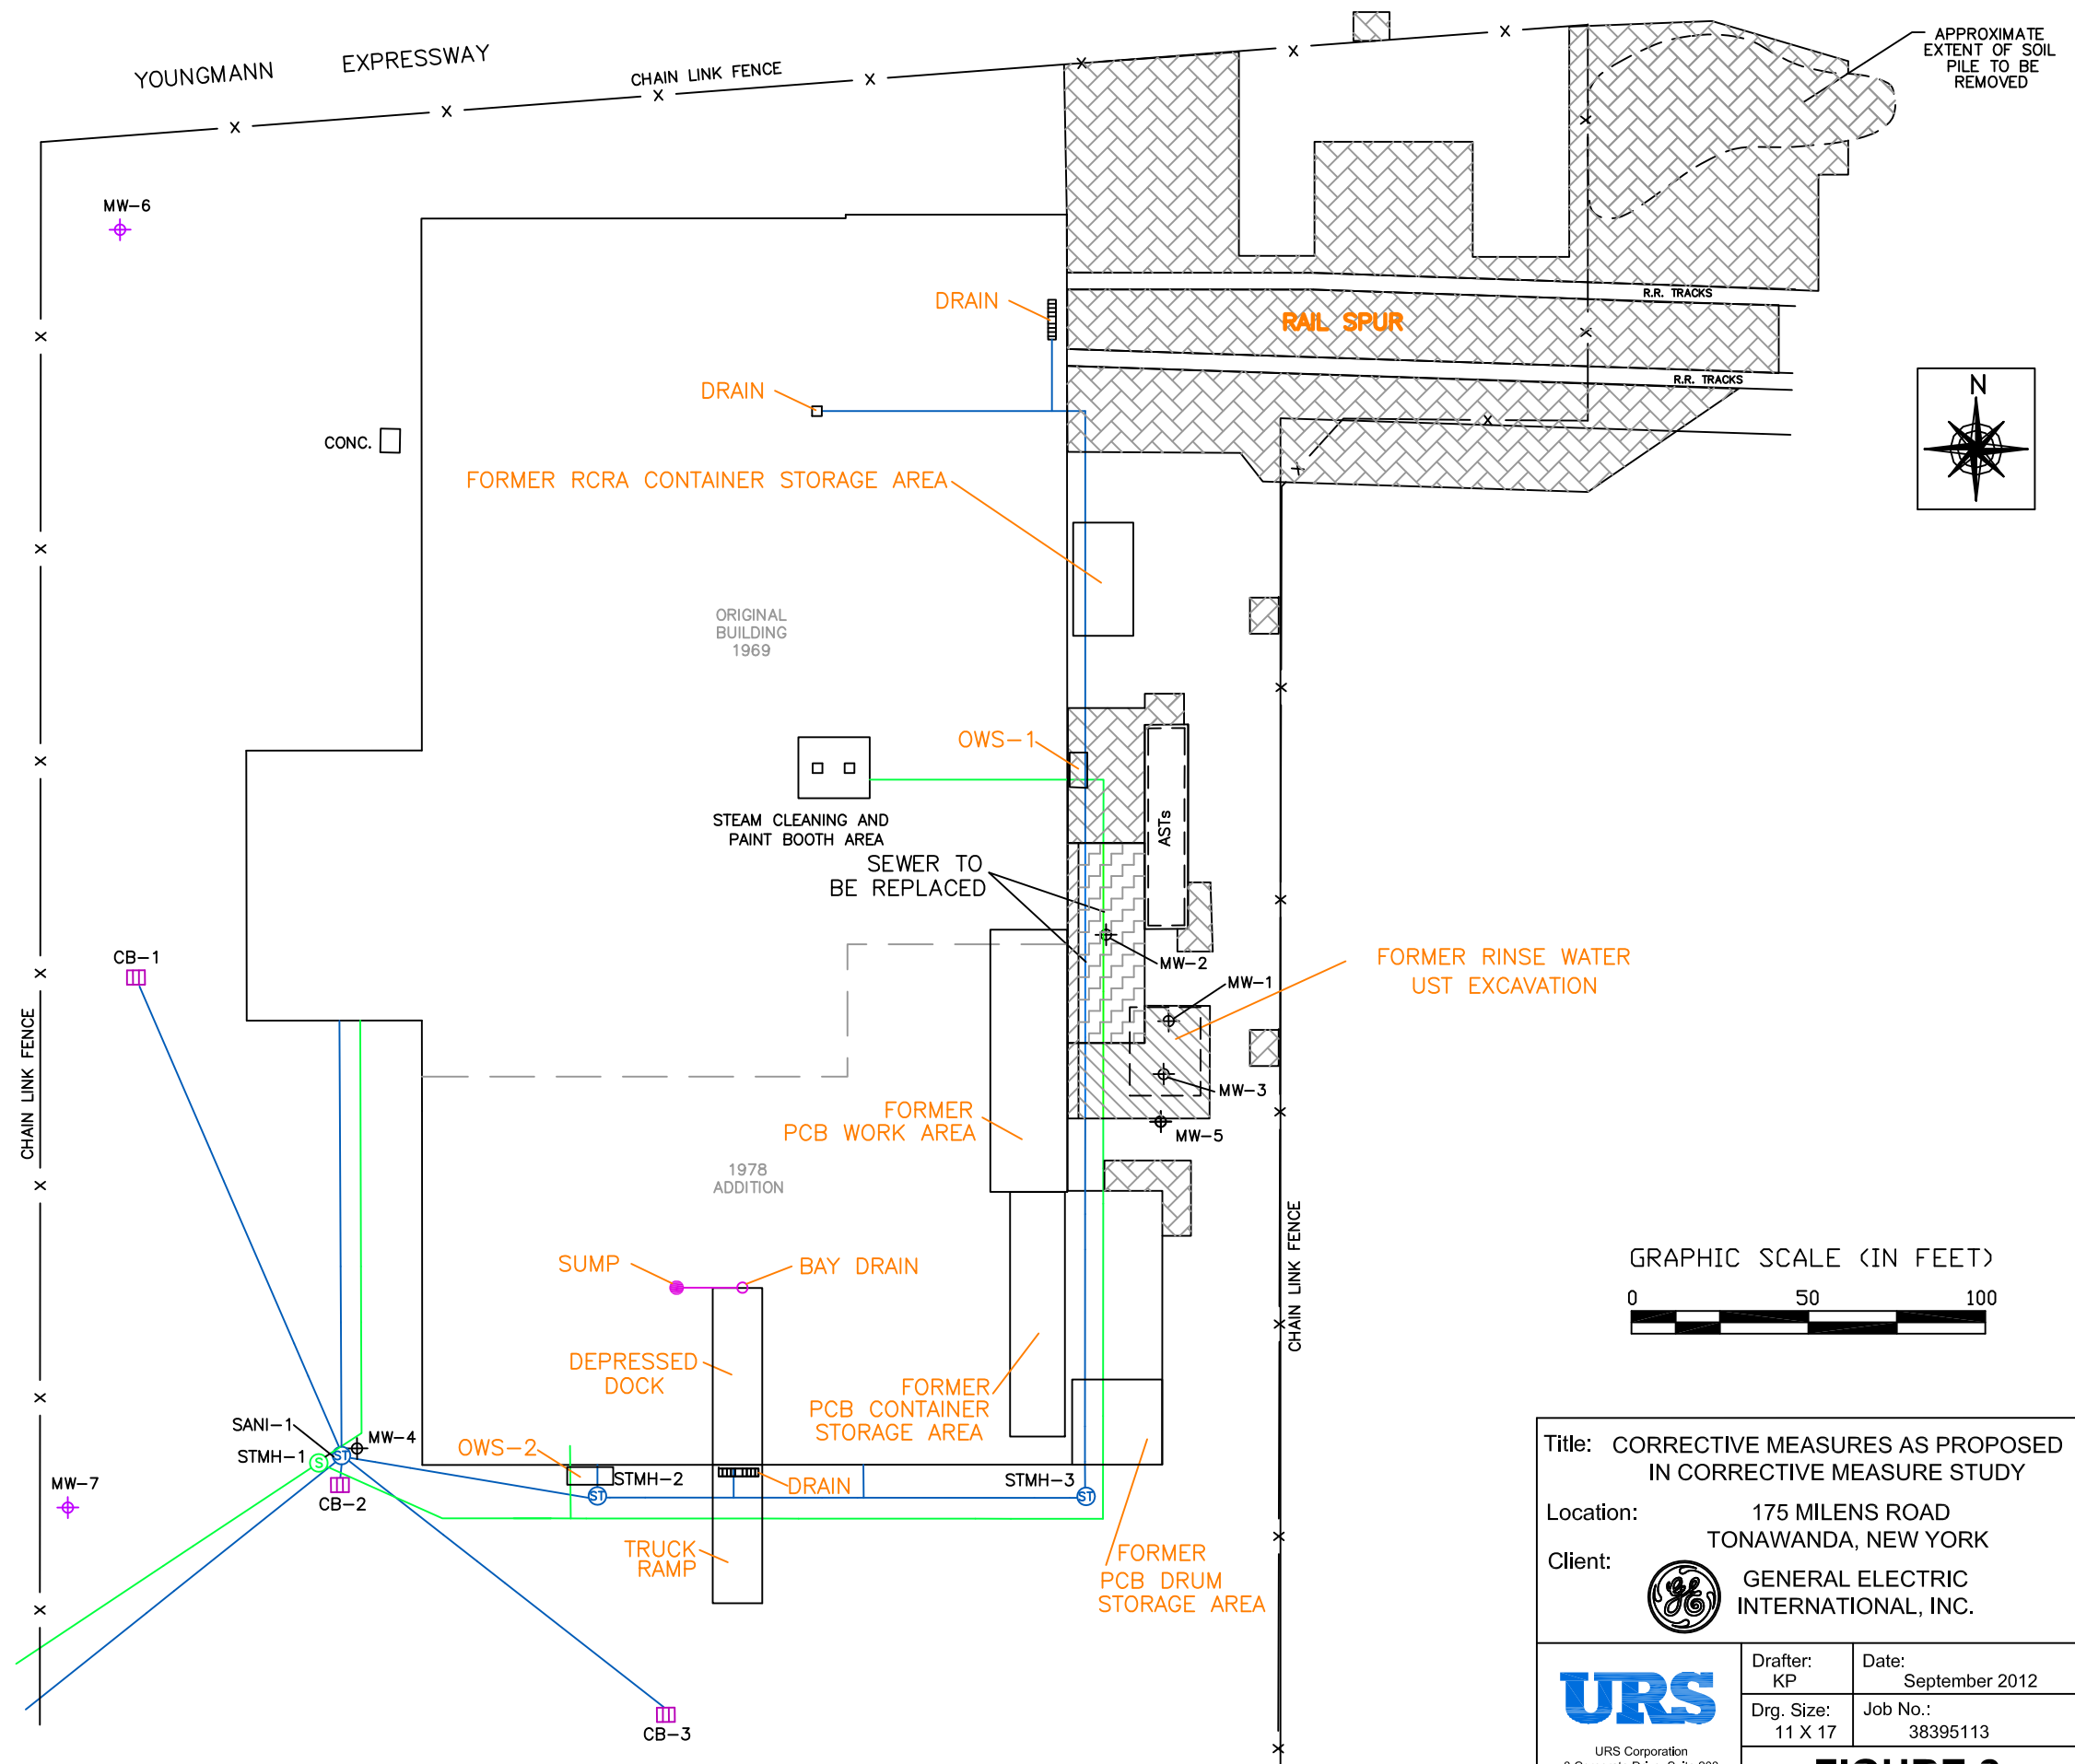 YOUNGMANN EXPRESSWAY
CHAIN LINK FENCE
APPROXIMATE
EXTENT OF SOIL
PILE TO BE
REMOVED
MW-6
DRAIN
R.R. TRACKS
RAIL SPUR
R.R. TRACKS
DRAIN
N
CONC.
FORMER RCRA CONTAINER STORAGE AREA
ORIGINAL
BUILDING
1969
OWS-1
ASTs
STEAM CLEANING AND
PAINT BOOTH AREA
SEWER TO
BE REPLACED
CB-1
MW-2
FORMER RINSE WATER
UST EXCAVATION
MW-1
CHAIN LINK FENCE
MW-3
FORMER
PCB WORK AREA
MW-5
1978
ADDITION
CHAIN LINK FENCE
GRAPHIC SCALE (IN FEET)
0 50 100
SUMP
BAY DRAIN
DEPRESSED
DOCK
FORMER
PCB CONTAINER
STORAGE AREA
SANI-1
STMH-1
MW-4
S
ST
OWS-2
STMH-2
ST
DRAIN
STMH-3
ST
MW-7
CB-2
TRUCK
RAMP
FORMER
PCB DRUM
STORAGE AREA
CB-3
Title: CORRECTIVE MEASURES AS PROPOSED
IN CORRECTIVE MEASURE STUDY
Location: 175 MILENS ROAD
TONAWANDA, NEW YORK
Client:
GE
GENERAL ELECTRIC
INTERNATIONAL, INC.
URS
URS Corporation
Drafter:
KP
Date:
September 2012
Drg. Size:
11 X 17
Job No.:
38395113